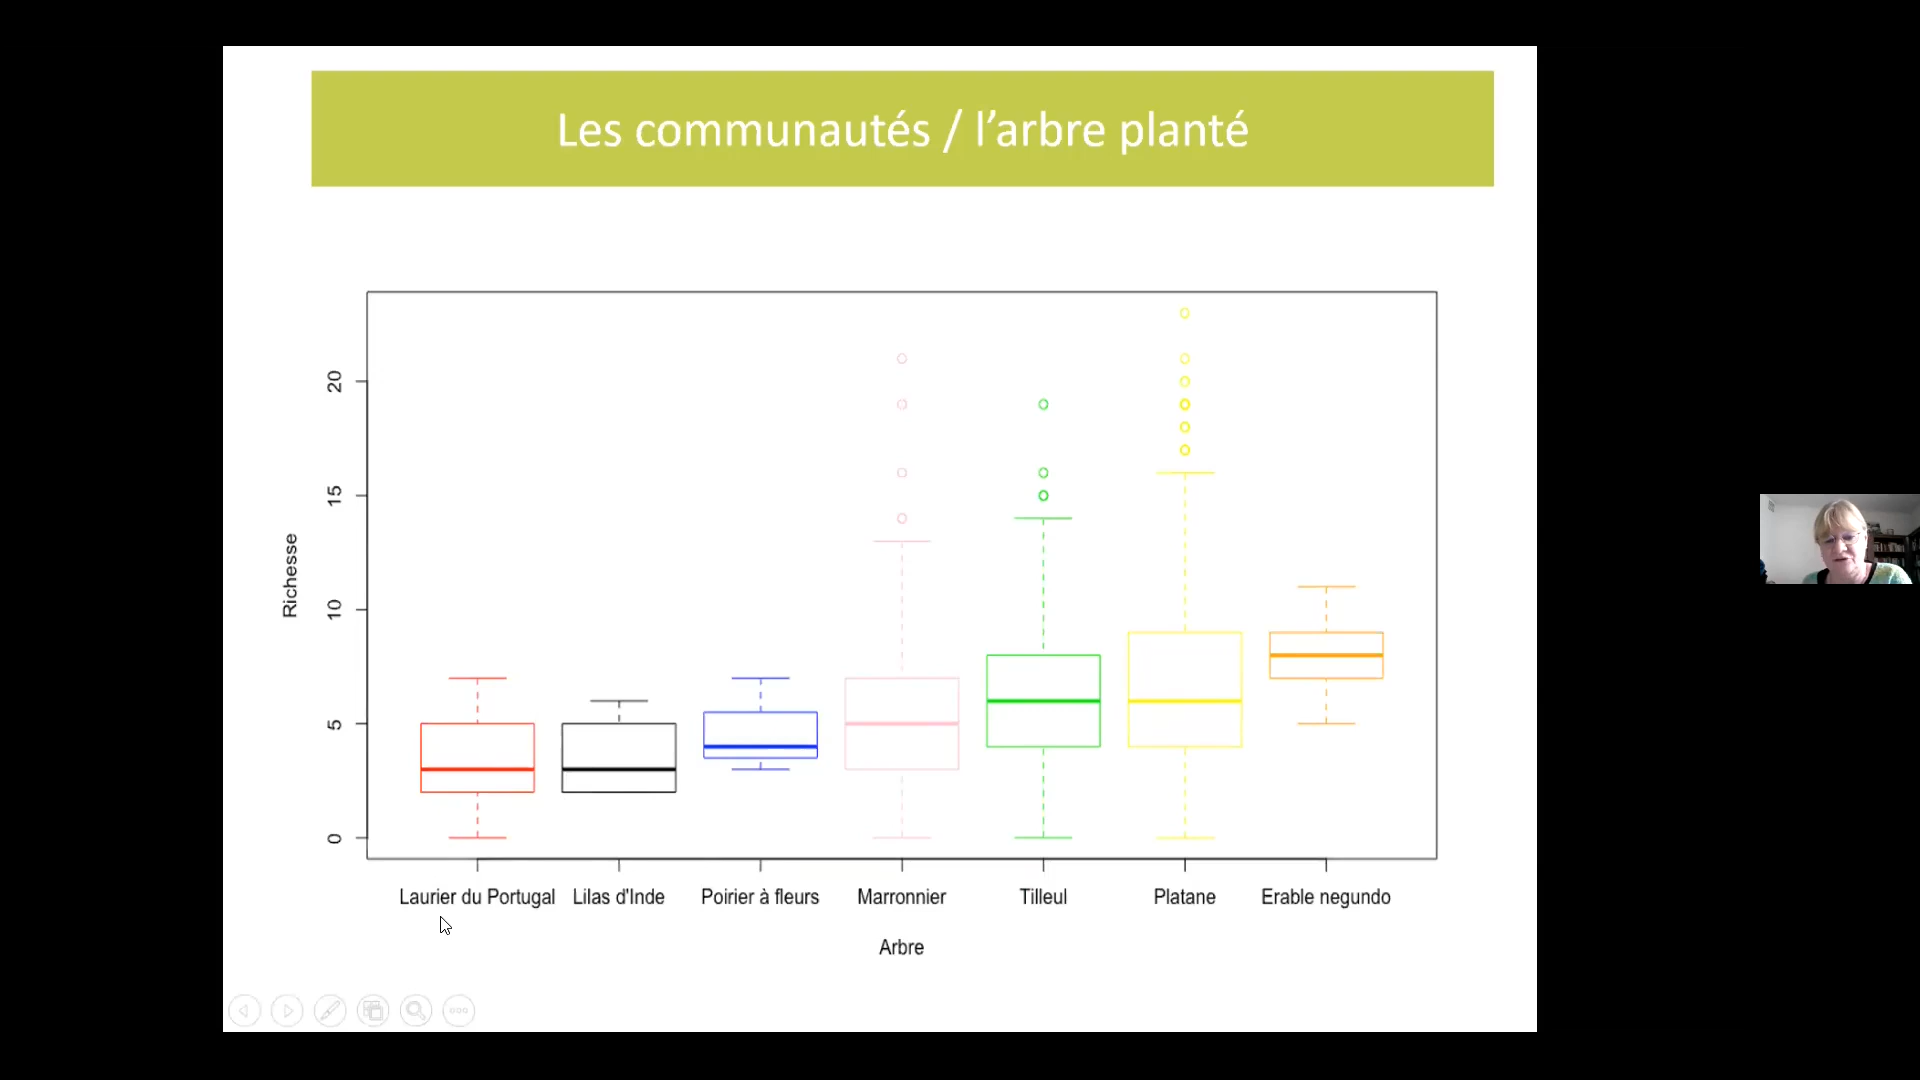 Les communautés / l’arbre planté
20
15
10
5
0
Richesse
Laurier du Portugal Lilas d'Inde Poirier à fleurs Marronnier Tilleul Platane Erable negundo
Arbre